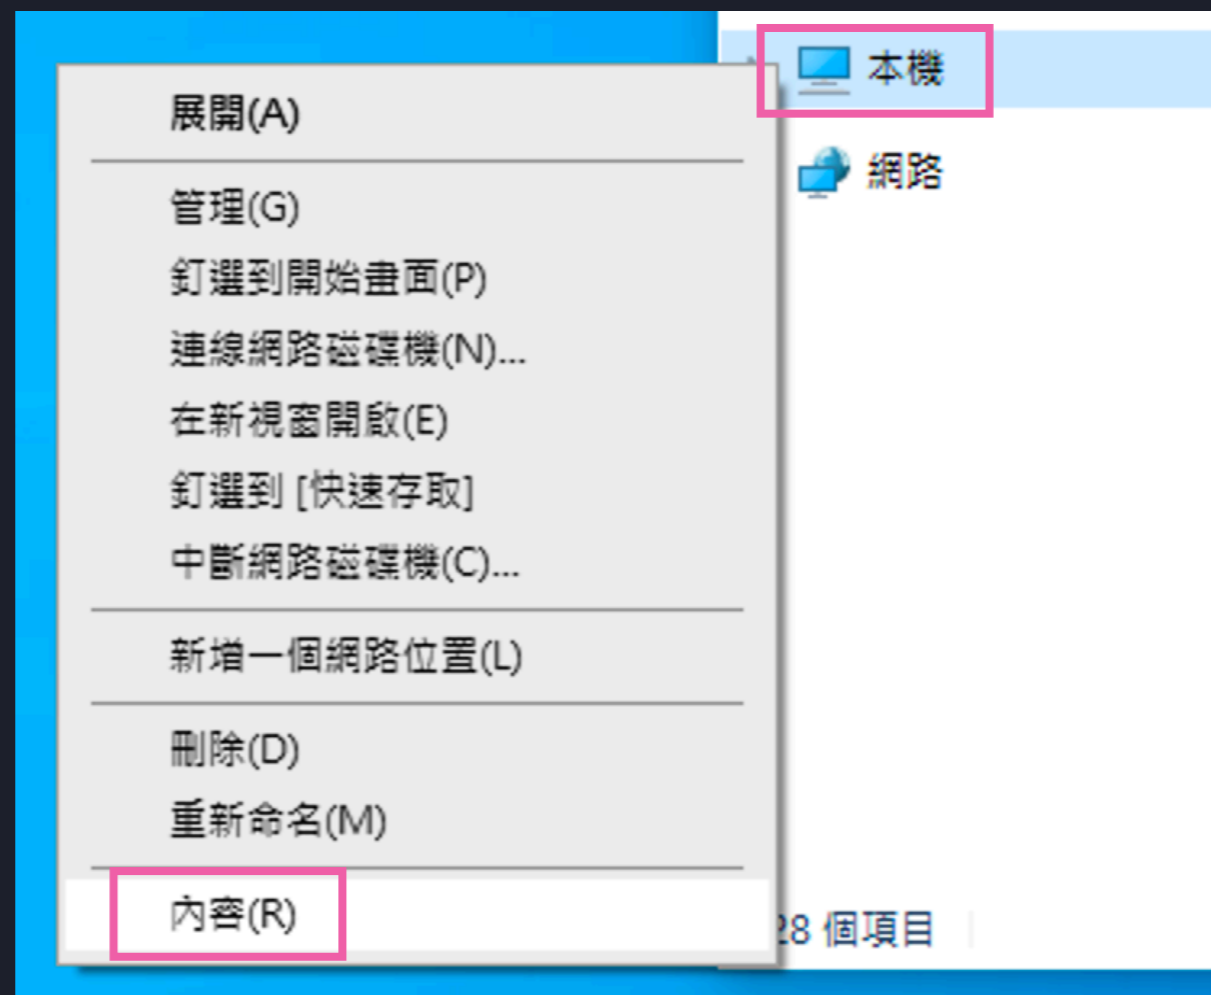 本機
網路
展開(A)
管理(G)
釘選到開始畫面(P)
連線網路磁碟機(N)...
在新視窗開啟(E)
釘選到 [快速存取]
中斷網路磁碟機(C)...
新增一個網路位置(L)
刪除(D)
重新命名(M)
內容(R)
28 個項目